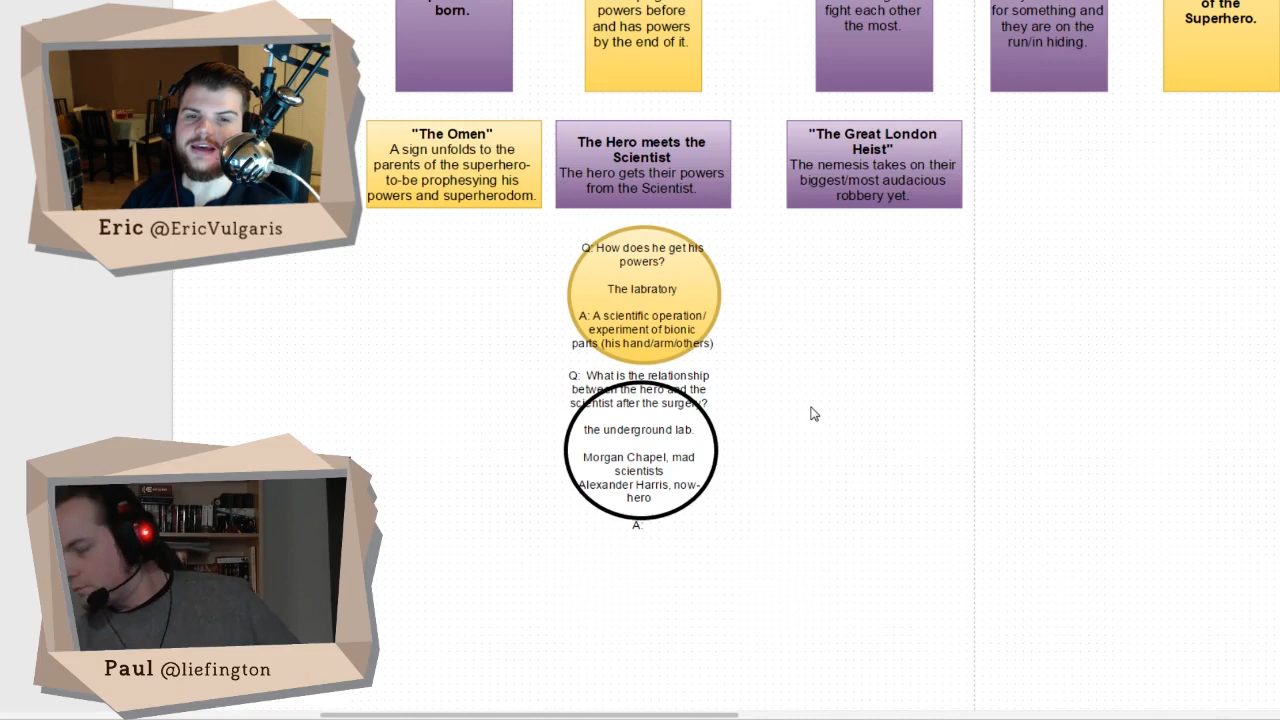 born.
powers before
and has powers
by the end of it.
fight each other
the most.
for something and
they are on the
run/in hiding.
of the
Superhero.
"The Omen"
A sign unfolds to the
parents of the superhero-
to-be prophesying his
powers and superherodom.
The Hero meets the
Scientist
The hero gets their powers
from the Scientist.
"The Great London
Heist"
The nemesis takes on their
biggest/most audacious
robbery yet.
Eric @EricVulgaris
Q: How does he get his
powers?
The labratory
A: A scientific operation/
experiment of bionic
parts (his hand/arm/others)
Q: What is the relationship
between the hero and the
scientist after the surgery?
the underground lab.
Morgan Chapel, mad
scientists
Alexander Harris, now-
hero
A:
Paul @liefington